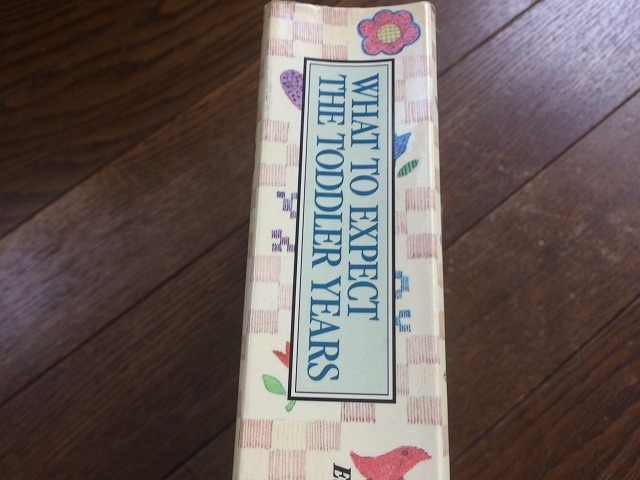 WHAT TO EXPECT
THE TODDLER YEARS
E